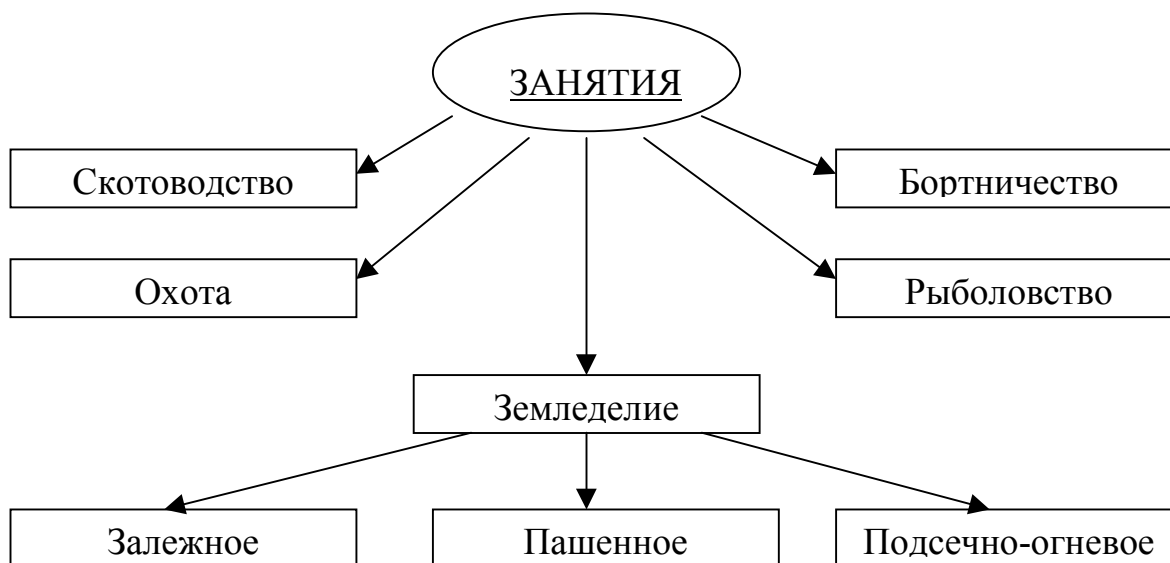 ЗАНЯТИЯ
Скотоводство
Бортничество
Охота
Рыболовство
Земледелие
Залежное
Пашенное
Подсечно-огневое